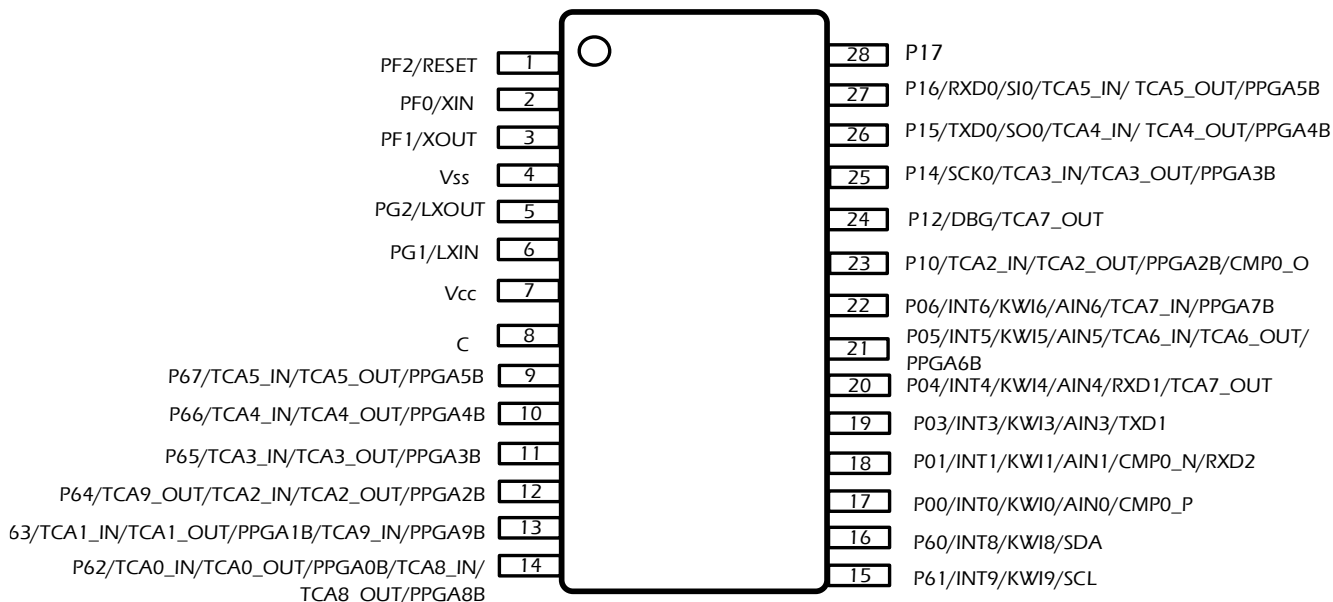 PF2/RESET 1
PF0/XIN 2
PF1/XOUT 3
Vss 4
PG2/LXOUT 5
PG1/LXIN 6
Vcc 7
C 8
P67/TCA5_IN/TCA5_OUT/PPGA5B 9
P66/TCA4_IN/TCA4_OUT/PPGA4B 10
P65/TCA3_IN/TCA3_OUT/PPGA3B 11
P64/TCA9_OUT/TCA2_IN/TCA2_OUT/PPGA2B 12
63/TCA1_IN/TCA1_OUT/PPGA1B/TCA9_IN/PPGA9B 13
P62/TCA0_IN/TCA0_OUT/PPGA0B/TCA8_IN/ 14
TCA8_OUT/PPGA8B
28 P17
27 P16/RXD0/SI0/TCA5_IN/ TCA5_OUT/PPGA5B
26 P15/TXD0/SO0/TCA4_IN/ TCA4_OUT/PPGA4B
25 P14/SCK0/TCA3_IN/TCA3_OUT/PPGA3B
24 P12/DBG/TCA7_OUT
23 P10/TCA2_IN/TCA2_OUT/PPGA2B/CMP0_O
22 P06/INT6/KWI6/AIN6/TCA7_IN/PPGA7B
21 P05/INT5/KWI5/AIN5/TCA6_IN/TCA6_OUT/
PPGA6B
20 P04/INT4/KWI4/AIN4/RXD1/TCA7_OUT
19 P03/INT3/KWI3/AIN3/TXD1
18 P01/INT1/KWI1/AIN1/CMP0_N/RXD2
17 P00/INT0/KWI0/AIN0/CMP0_P
16 P60/INT8/KWI8/SDA
15 P61/INT9/KWI9/SCL